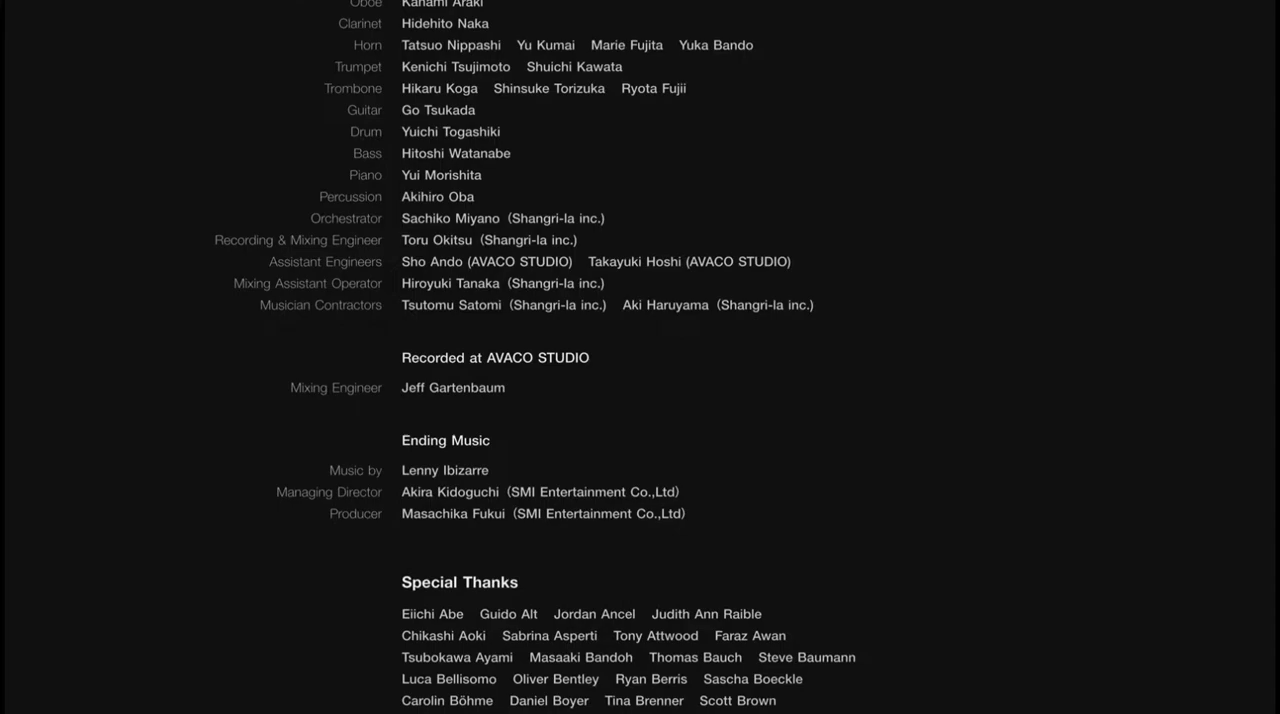 Oboe Kanami Araki
Clarinet Hidehito Naka
Horn Tatsuo Nippashi Yu Kumai Marie Fujita Yuka Bando
Trumpet Kenichi Tsujimoto Shuichi Kawata
Trombone Hikaru Koga Shinsuke Torizuka Ryota Fujii
Guitar Go Tsukada
Drum Yuichi Togashiki
Bass Hitoshi Watanabe
Piano Yui Morishita
Percussion Akihiro Oba
Orchestrator Sachiko Miyano (Shangri-la inc.)
Recording & Mixing Engineer Toru Okitsu (Shangri-la inc.)
Assistant Engineers Sho Ando (AVACO STUDIO) Takayuki Hoshi (AVACO STUDIO)
Mixing Assistant Operator Hiroyuki Tanaka (Shangri-la inc.)
Musician Contractors Tsutomu Satomi (Shangri-la inc.) Aki Haruyama (Shangri-la inc.)
Recorded at AVACO STUDIO
Mixing Engineer Jeff Gartenbaum
Ending Music
Music by Lenny Ibizarre
Managing Director Akira Kidoguchi (SMI Entertainment Co.,Ltd)
Producer Masachika Fukui (SMI Entertainment Co.,Ltd)
Special Thanks
Eiichi Abe Guido Alt Jordan Ancel Judith Ann Raible
Chikashi Aoki Sabrina Asperti Tony Attwood Faraz Awan
Tsubokawa Ayami Masaaki Bandoh Thomas Bauch Steve Baumann
Luca Bellisomo Oliver Bentley Ryan Berris Sascha Boeckle
Carolin Böhme Daniel Boyer Tina Brenner Scott Brown